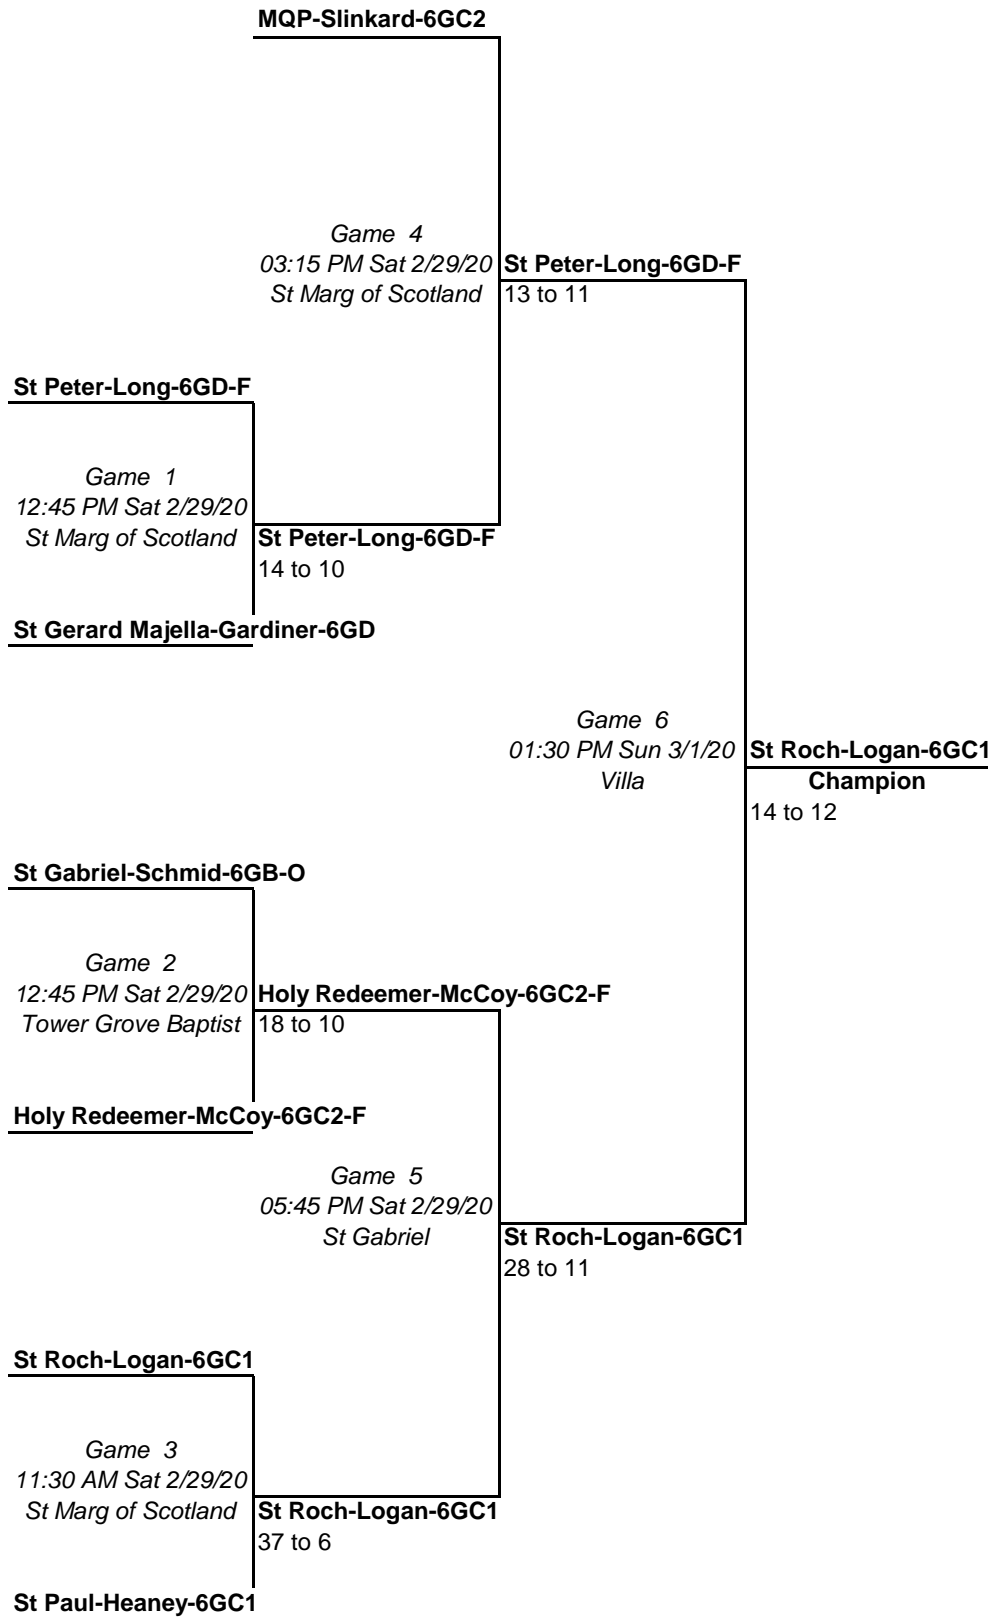 MQP-Slinkard-6GC2
Game 4
03:15 PM Sat 2/29/20
St Marg of Scotland
St Peter-Long-6GD-F
13 to 11
St Peter-Long-6GD-F
Game 1
12:45 PM Sat 2/29/20
St Marg of Scotland
St Peter-Long-6GD-F
14 to 10
St Gerard Majella-Gardiner-6GD
Game 6
01:30 PM Sun 3/1/20
Villa
St Roch-Logan-6GC1
Champion
14 to 12
St Gabriel-Schmid-6GB-O
Game 2
12:45 PM Sat 2/29/20
Tower Grove Baptist
Holy Redeemer-McCoy-6GC2-F
18 to 10
Holy Redeemer-McCoy-6GC2-F
Game 5
05:45 PM Sat 2/29/20
St Gabriel
St Roch-Logan-6GC1
28 to 11
St Roch-Logan-6GC1
Game 3
11:30 AM Sat 2/29/20
St Marg of Scotland
St Roch-Logan-6GC1
37 to 6
St Paul-Heaney-6GC1